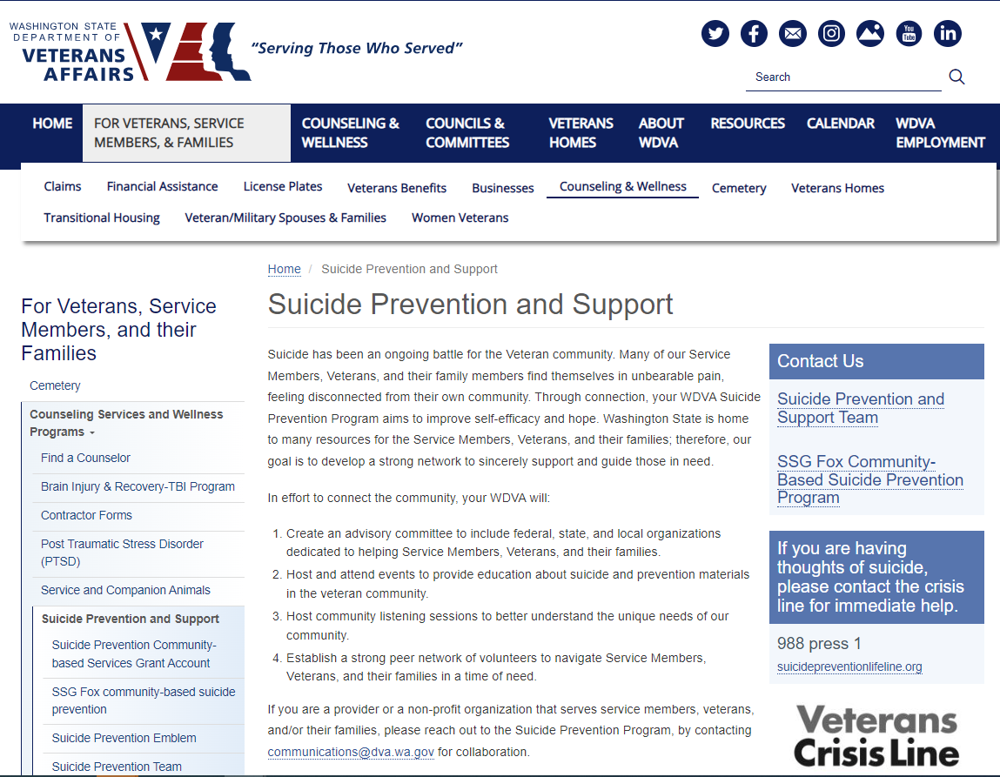 WASHINGTON STATE
DEPARTMENT OF
VETERANS
AFFAIRS
“Serving Those Who Served”
You
Tube
in
Search
HOME
FOR VETERANS, SERVICE
MEMBERS, & FAMILIES
COUNSELING &
WELLNESS
COUNCILS &
COMMITTEES
VETERANS
HOMES
ABOUT
WDVA
RESOURCES
CALENDAR
WDVA
EMPLOYMENT
Claims
Financial Assistance
License Plates
Veterans Benefits
Businesses
Counseling & Wellness
Cemetery
Veterans Homes
Transitional Housing
Veteran/Military Spouses & Families
Women Veterans
Home / Suicide Prevention and Support
For Veterans, Service
Members, and their
Families
Cemetery
Counseling Services and Wellness
Programs
Find a Counselor
Brain Injury & Recovery-TBI Program
Contractor Forms
Post Traumatic Stress Disorder
(PTSD)
Service and Companion Animals
Suicide Prevention and Support
Suicide Prevention Community-
based Services Grant Account
SSG Fox community-based suicide
prevention
Suicide Prevention Emblem
Suicide Prevention Team
Suicide Prevention and Support
Suicide has been an ongoing battle for the Veteran community. Many of our Service
Members, Veterans, and their family members find themselves in unbearable pain,
feeling disconnected from their own community. Through connection, your WDVA Suicide
Prevention Program aims to improve self-efficacy and hope. Washington State is home
to many resources for the Service Members, Veterans, and their families; therefore, our
goal is to develop a strong network to sincerely support and guide those in need.
In effort to connect the community, your WDVA will:
1. Create an advisory committee to include federal, state, and local organizations
dedicated to helping Service Members, Veterans, and their families.
2. Host and attend events to provide education about suicide and prevention materials
in the veteran community.
3. Host community listening sessions to better understand the unique needs of our
community.
4. Establish a strong peer network of volunteers to navigate Service Members,
Veterans, and their families in a time of need.
If you are a provider or a non-profit organization that serves service members, veterans,
and/or their families, please reach out to the Suicide Prevention Program, by contacting
communications@dva.wa.gov for collaboration.
Contact Us
Suicide Prevention and
Support Team
SSG Fox Community-
Based Suicide Prevention
Program
If you are having
thoughts of suicide,
please contact the crisis
line for immediate help.
988 press 1
suicidepreventionlifeline.org
Veterans
Crisis Line